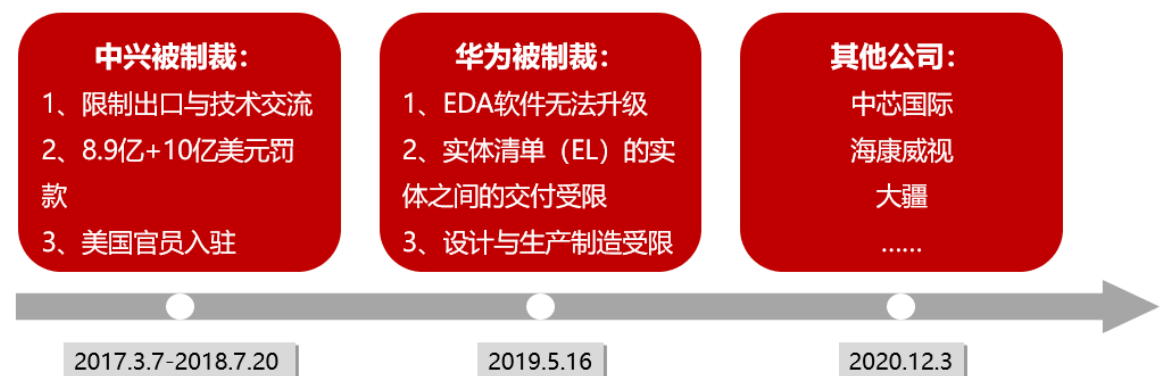 中兴被制裁：
1、限制出口与技术交流
2、8.9亿+10亿美元罚
款
3、美国官员入驻
华为被制裁：
1、EDA软件无法升级
2、实体清单（EL）的实
体之间的交付受限
3、设计与生产制造受限
其他公司：
中芯国际
海康威视
大疆
……
2017.3.7-2018.7.20
2019.5.16
2020.12.3